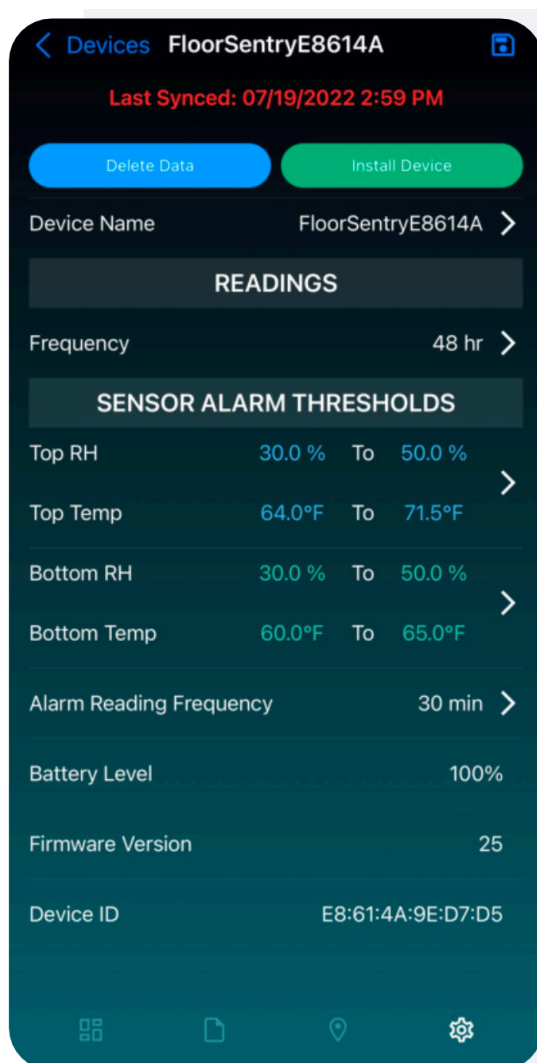 Devices FloorSentryE8614A
Last Synced: 07/19/2022 2:59 PM
Delete Data Install Device
Device Name FloorSentryE8614A
READINGS
Frequency 48 hr
SENSOR ALARM THRESHOLDS
Top RH 30.0 % To 50.0 %
Top Temp 64.0°F To 71.5°F
Bottom RH 30.0 % To 50.0 %
Bottom Temp 60.0°F To 65.0°F
Alarm Reading Frequency 30 min
Battery Level 100%
Firmware Version 25
Device ID E8:61:4A:9E:D7:D5